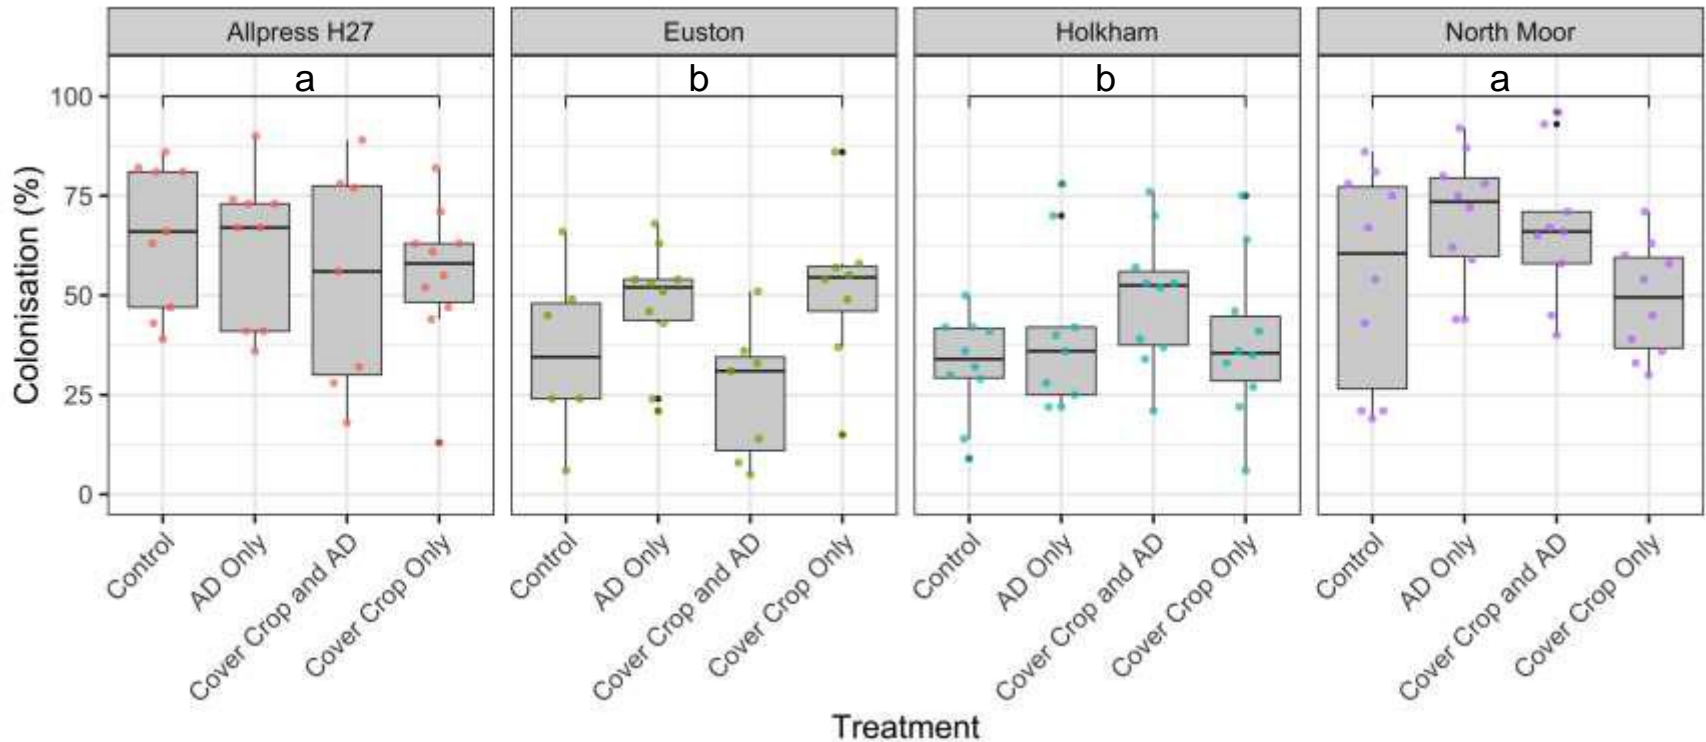 Allpress H27
Euston
Holkham
North Moor
a
b
b
a
100
75
50
25
0
Colonisation (%)
Control
AD Only
Cover Crop and AD
Cover Crop Only
Control
AD Only
Cover Crop and AD
Cover Crop Only
Control
AD Only
Cover Crop and AD
Cover Crop Only
Control
AD Only
Cover Crop and AD
Cover Crop Only
Treatment